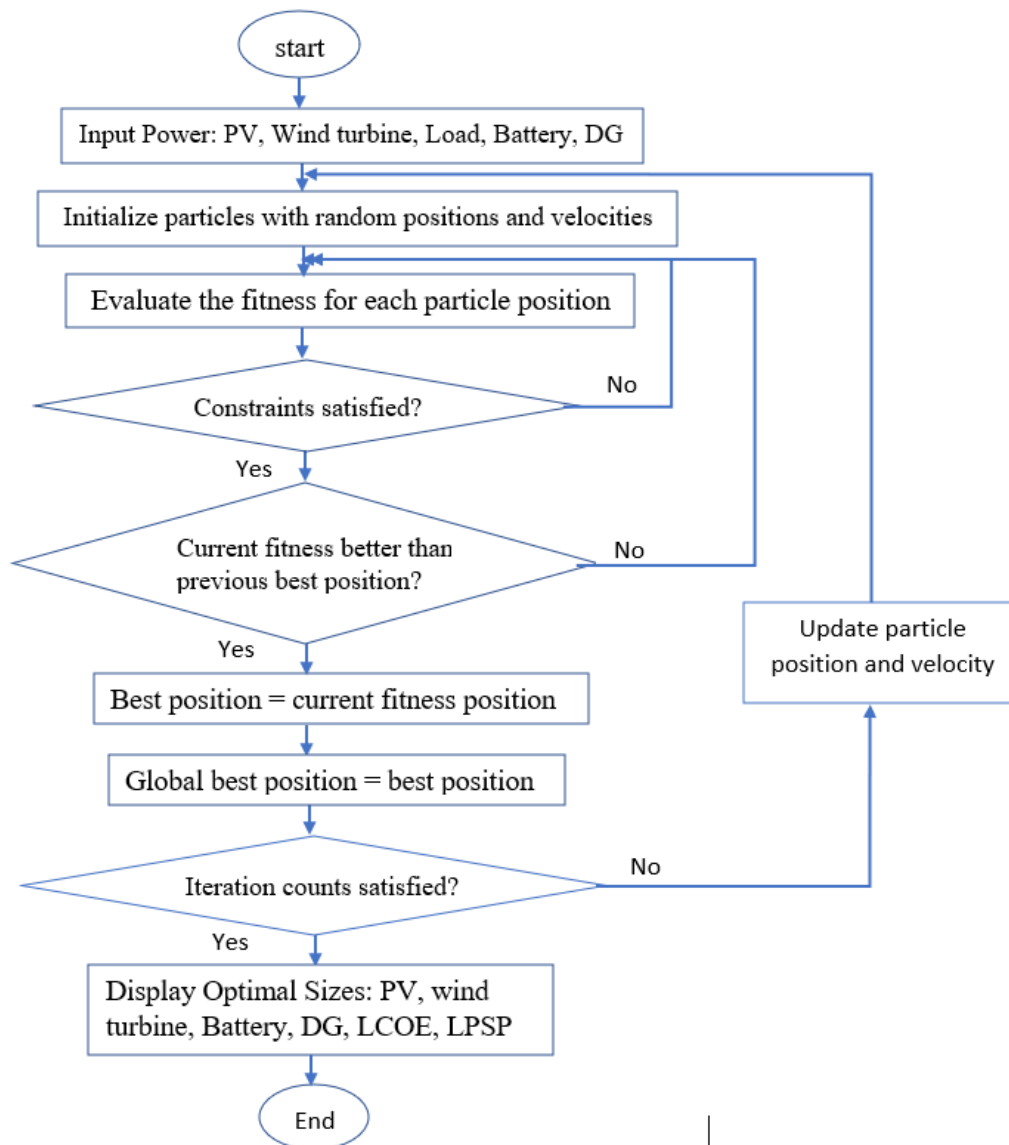 start
Input Power: PV, Wind turbine, Load, Battery, DG
Initialize particles with random positions and velocities
Evaluate the fitness for each particle position
Constraints satisfied?
No
Yes
Current fitness better than
previous best position?
No
Yes
Update particle
position and velocity
Best position = current fitness position
Global best position = best position
Iteration counts satisfied?
No
Yes
Display Optimal Sizes: PV, wind
turbine, Battery, DG, LCOE, LPSP
End